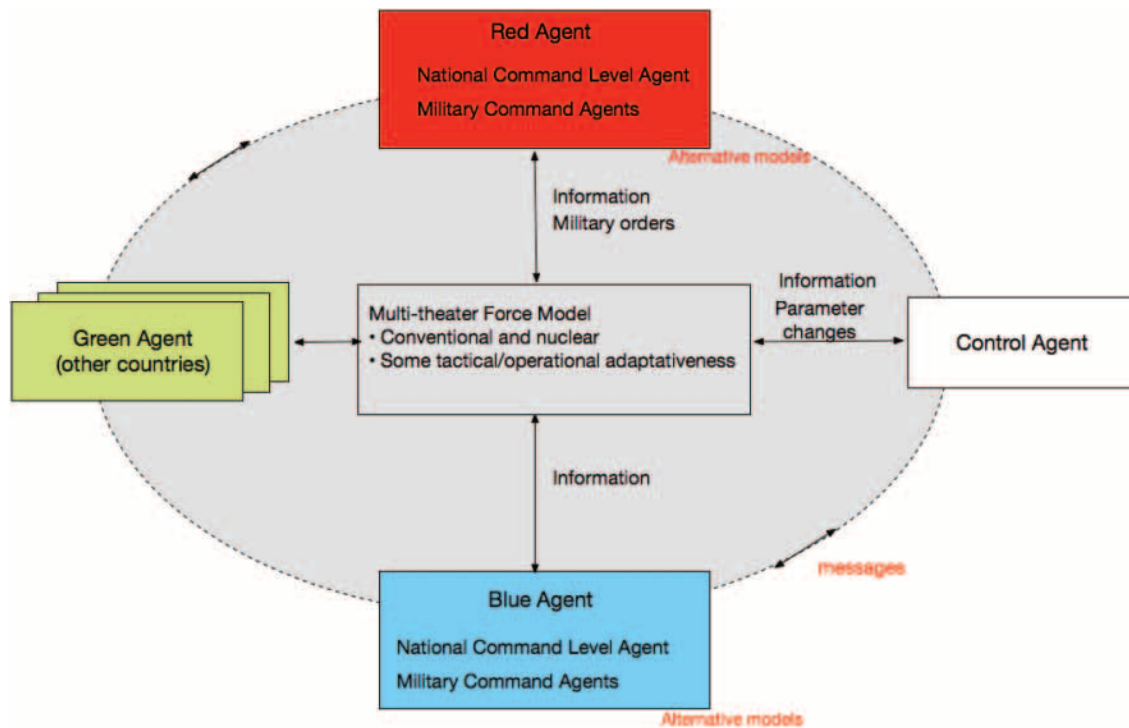 Red Agent
National Command Level Agent
Military Command Agents
Alternative models
Information
Military orders
Green Agent
(other countries)
Multi-theater Force Model
• Conventional and nuclear
• Some tactical/operational adaptativeness
Information
Parameter
changes
Control Agent
Information
messages
Blue Agent
National Command Level Agent
Military Command Agents
Alternative models